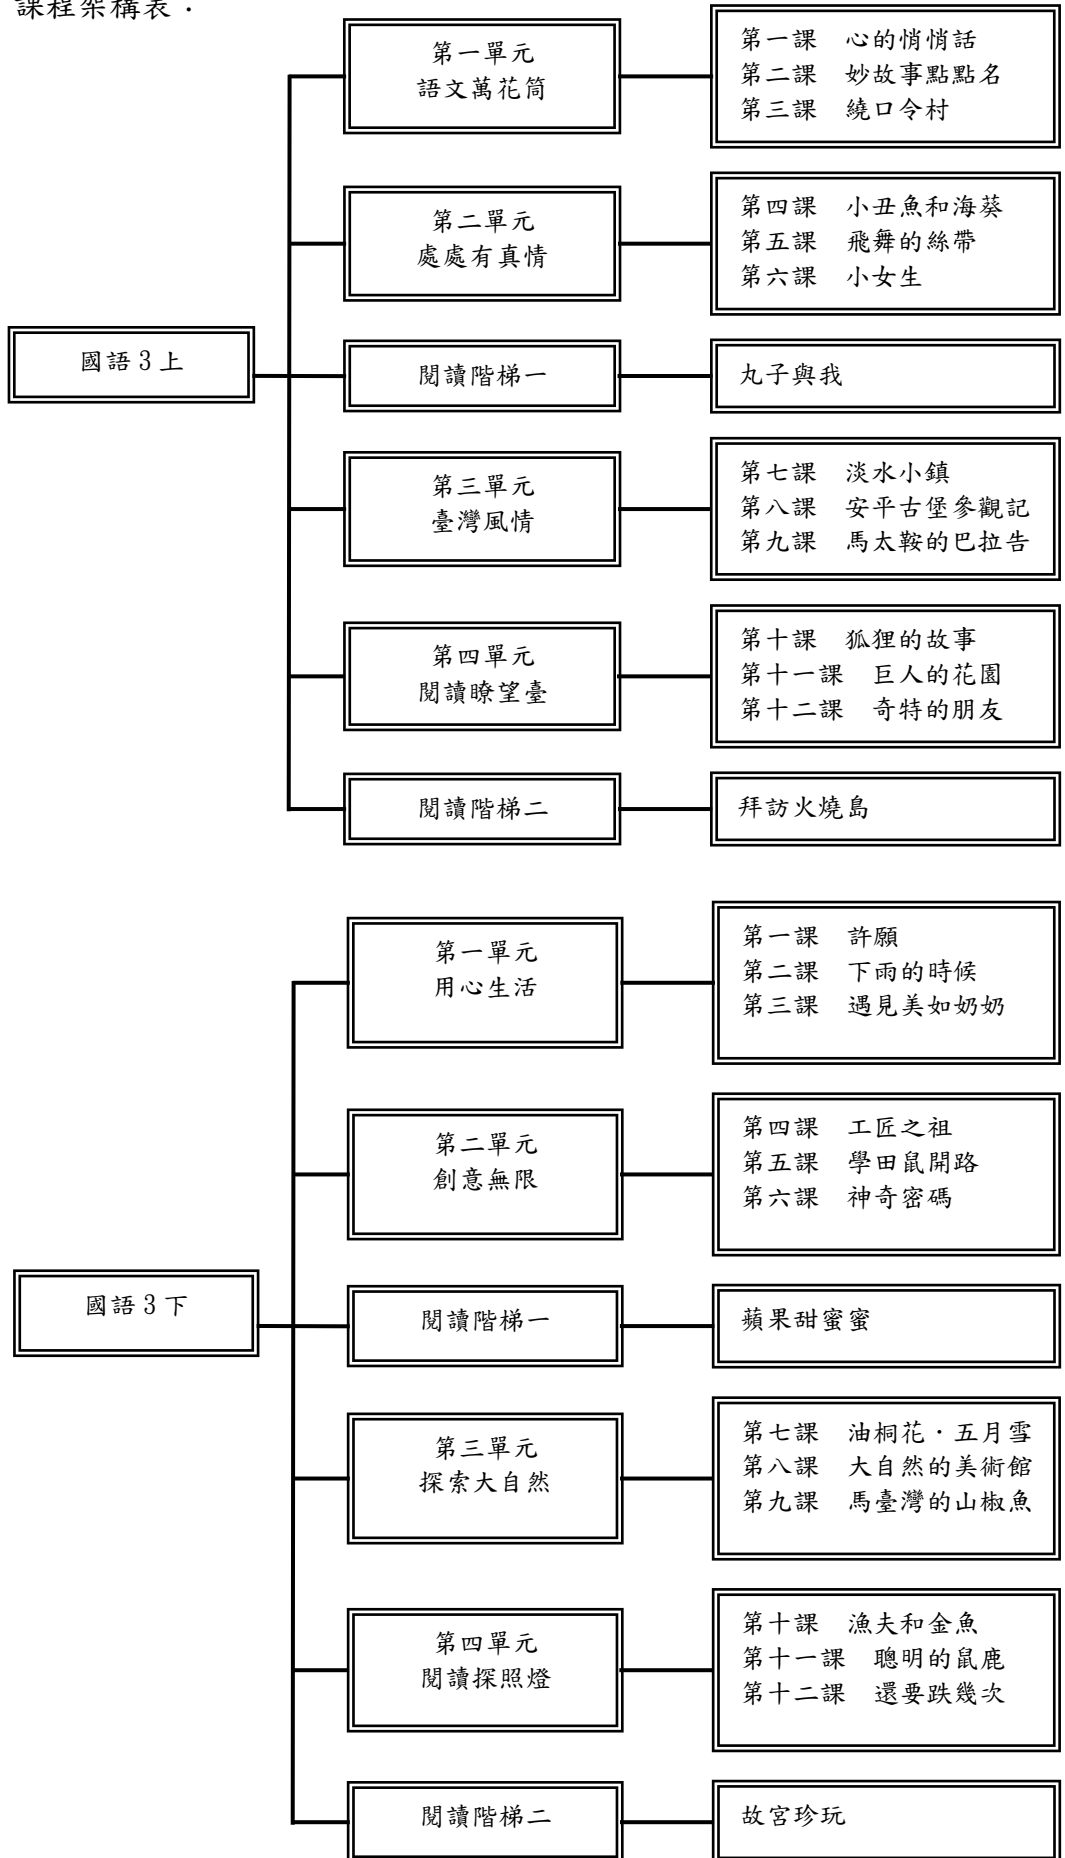 課程架構表：
第一單元
語文萬花筒
第一課　心的悄悄話
第二課　妙故事點點名
第三課　繞口令村
第二單元
處處有真情
第四課　小丑魚和海葵
第五課　飛舞的絲帶
第六課　小女生
國語3上
閱讀階梯一
丸子與我
第三單元
臺灣風情
第七課　淡水小鎮
第八課　安平古堡參觀記
第九課　馬太鞍的巴拉告
第四單元
閱讀瞭望臺
第十課　狐狸的故事
第十一課　巨人的花園
第十二課　奇特的朋友
閱讀階梯二
拜訪火燒島
第一單元
用心生活
第一課　許願
第二課　下雨的時候
第三課　遇見美如奶奶
第二單元
創意無限
第四課　工匠之祖
第五課　學田鼠開路
第六課　神奇密碼
國語3下
閱讀階梯一
蘋果甜蜜蜜
第三單元
探索大自然
第七課　油桐花‧五月雪
第八課　大自然的美術館
第九課　馬臺灣的山椒魚
第四單元
閱讀探照燈
第十課　漁夫和金魚
第十一課　聰明的鼠鹿
第十二課　還要跌幾次
閱讀階梯二
故宮珍玩